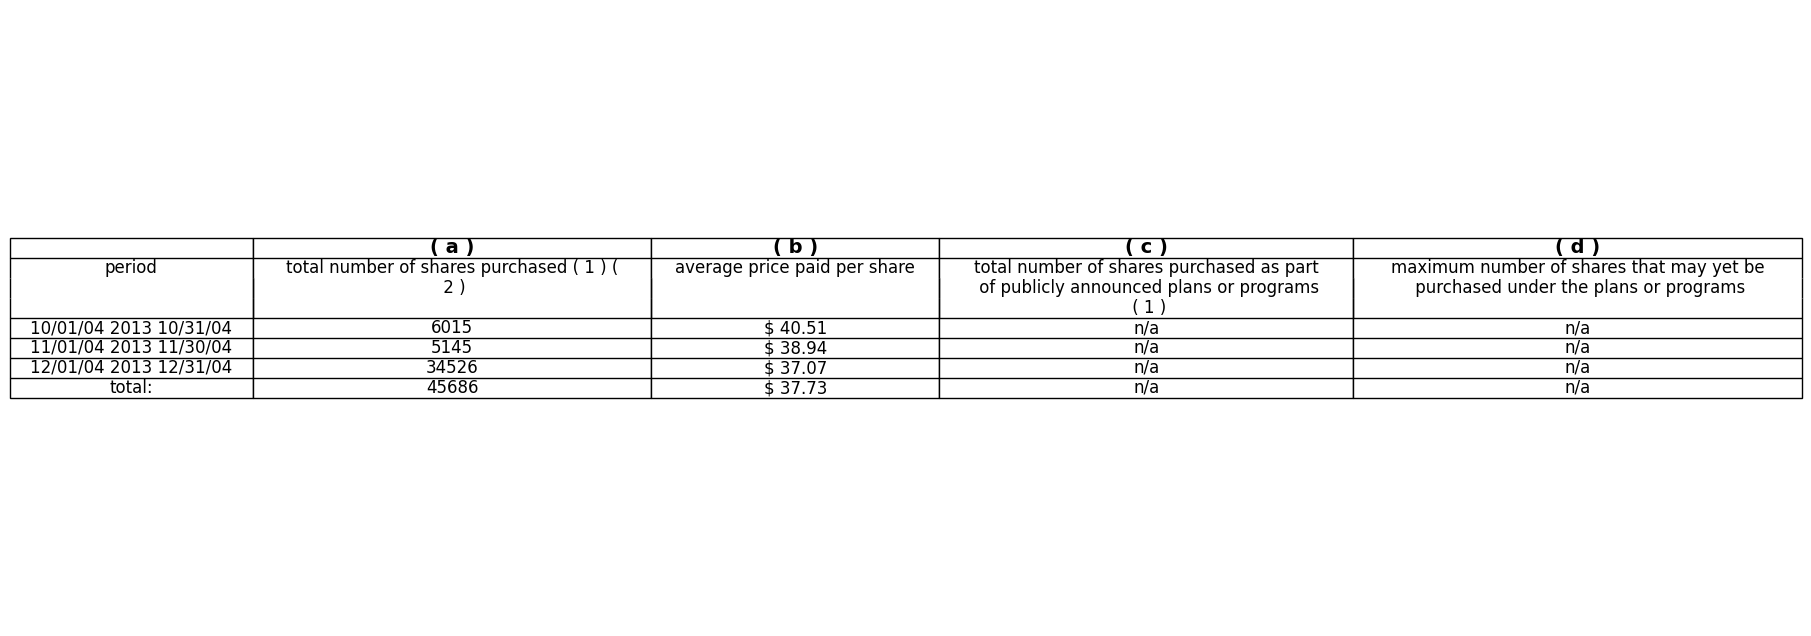 ( a ) ( b ) ( c ) ( d )
period total number of shares purchased ( 1 ) ( average price paid per share total number of shares purchased as part maximum number of shares that may yet be
2 ) of publicly announced plans or programs purchased under the plans or programs
( 1 )
10/01/04 2013 10/31/04 6015 $ 40.51 n/a n/a
11/01/04 2013 11/30/04 5145 $ 38.94 n/a n/a
12/01/04 2013 12/31/04 34526 $ 37.07 n/a n/a
total: 45686 $ 37.73 n/a n/a